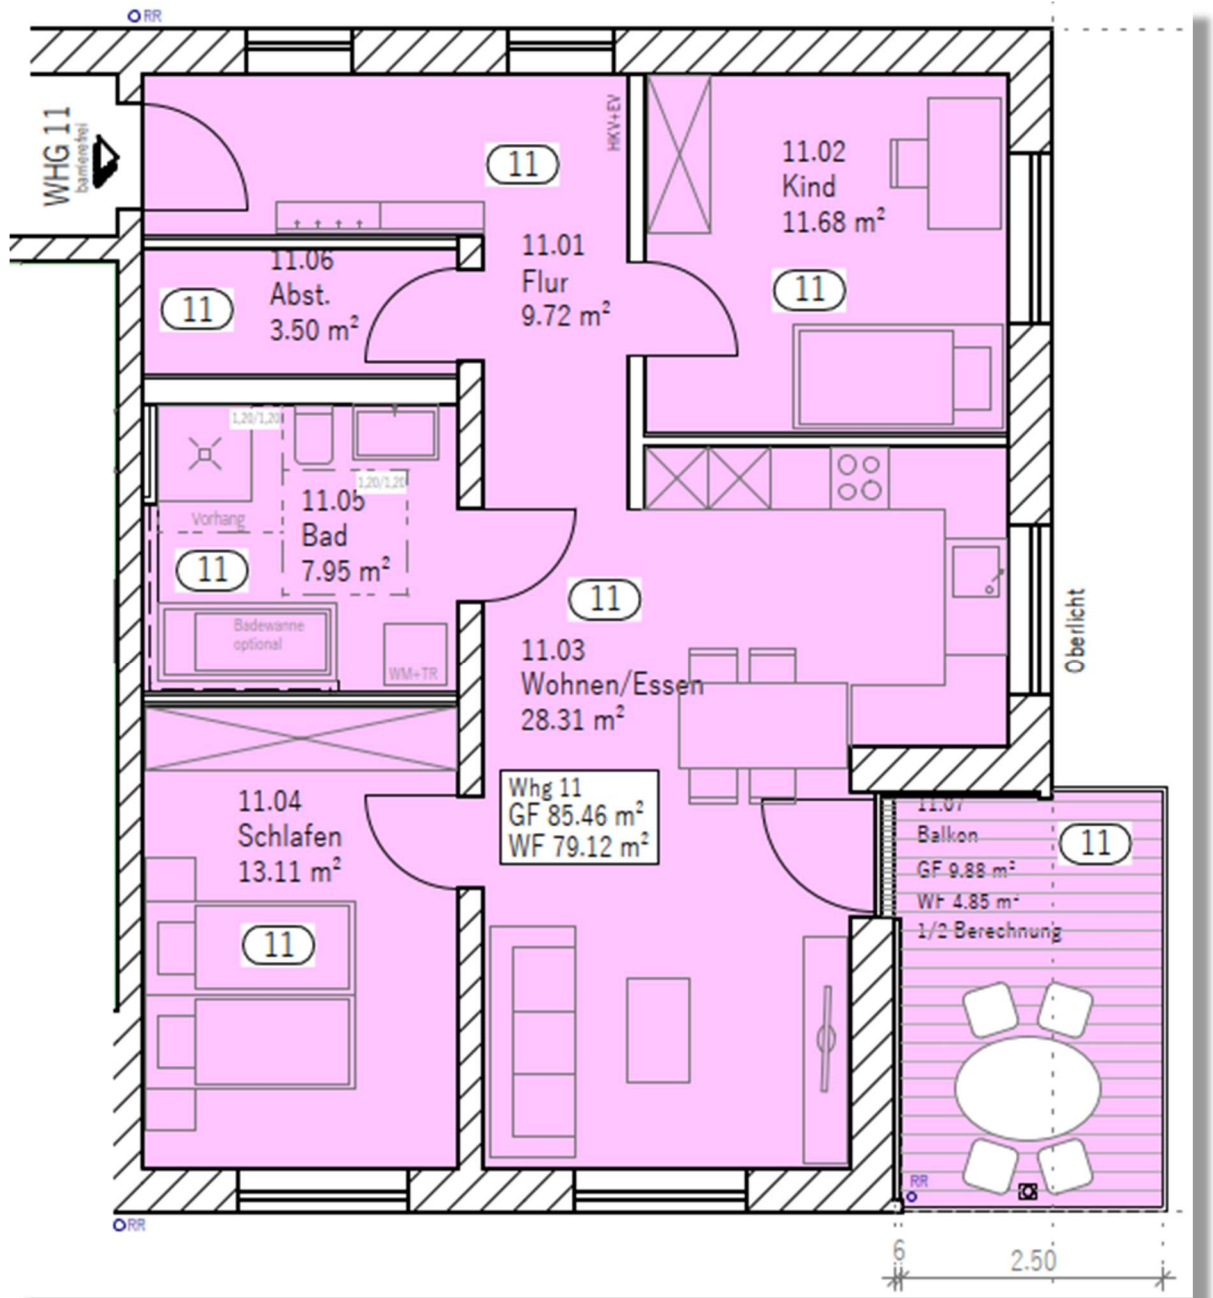 RR
WHG 11
barrierefrei
HKV+EV
11
11.02
Kind
11.68 m²
11
11.01
Flur
9.72 m²
11.06
Abst.
3.50 m²
11
1,20/1,20
1,20/1,20
Vorhang
11.05
Bad
7.95 m²
11
Badewanne
optional
WM+TR
11
11.03
Wohnen/Essen
28.31 m²
Oberlicht
Whg 11
GF 85.46 m²
WF 79.12 m²
11.04
Schlafen
13.11 m²
11
11.07
Balkon
GF 9.88 m²
WF 4.85 m²
1/2 Berechnung
11
RR
RR
6
2.50